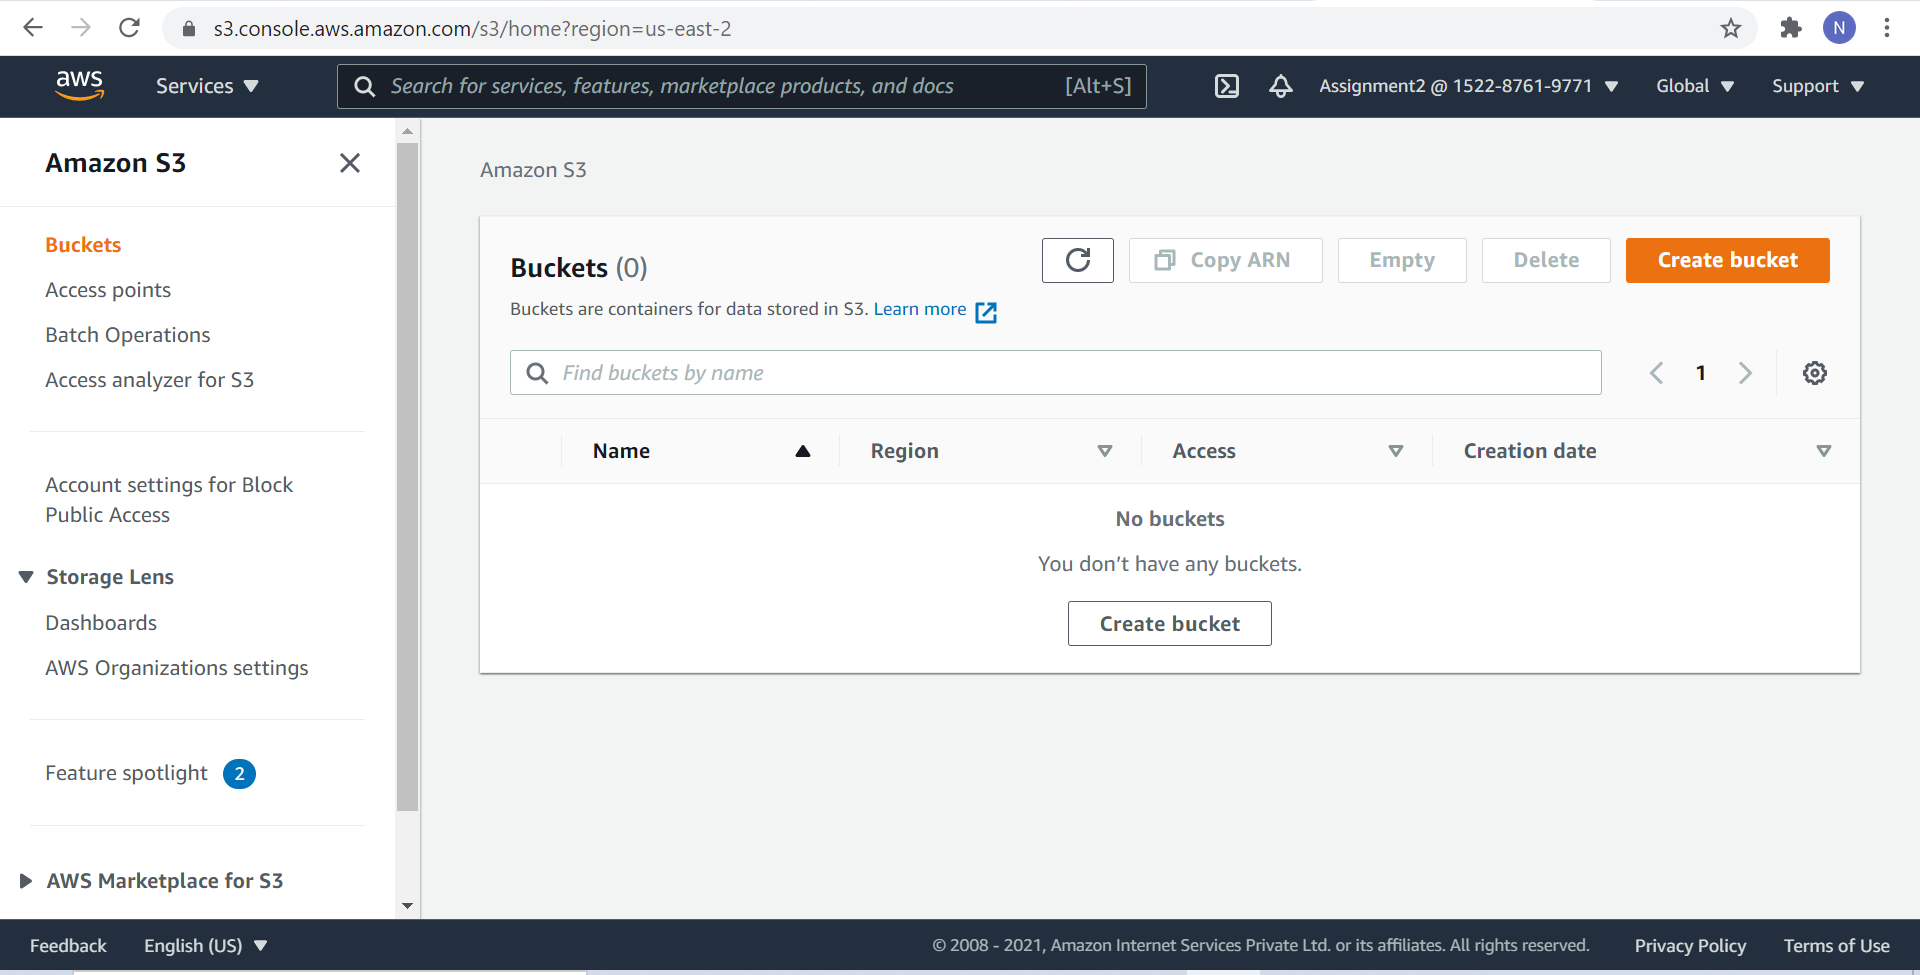 s3.console.aws.amazon.com/s3/home?region=us-east-2
N
aws
Services
Search for services, features, marketplace products, and docs
[Alt+S]
Assignment2 @ 1522-8761-9771
Global
Support
Amazon S3
Buckets
Access points
Batch Operations
Access analyzer for S3
Account settings for Block
Public Access
Storage Lens
Dashboards
AWS Organizations settings
Feature spotlight 2
AWS Marketplace for S3
Amazon S3
Buckets (0)
Copy ARN
Empty
Delete
Create bucket
Buckets are containers for data stored in S3. Learn more
Find buckets by name
1
Name
Region
Access
Creation date
No buckets
You don’t have any buckets.
Create bucket
Feedback
English (US)
© 2008 - 2021, Amazon Internet Services Private Ltd. or its affiliates. All rights reserved.
Privacy Policy
Terms of Use